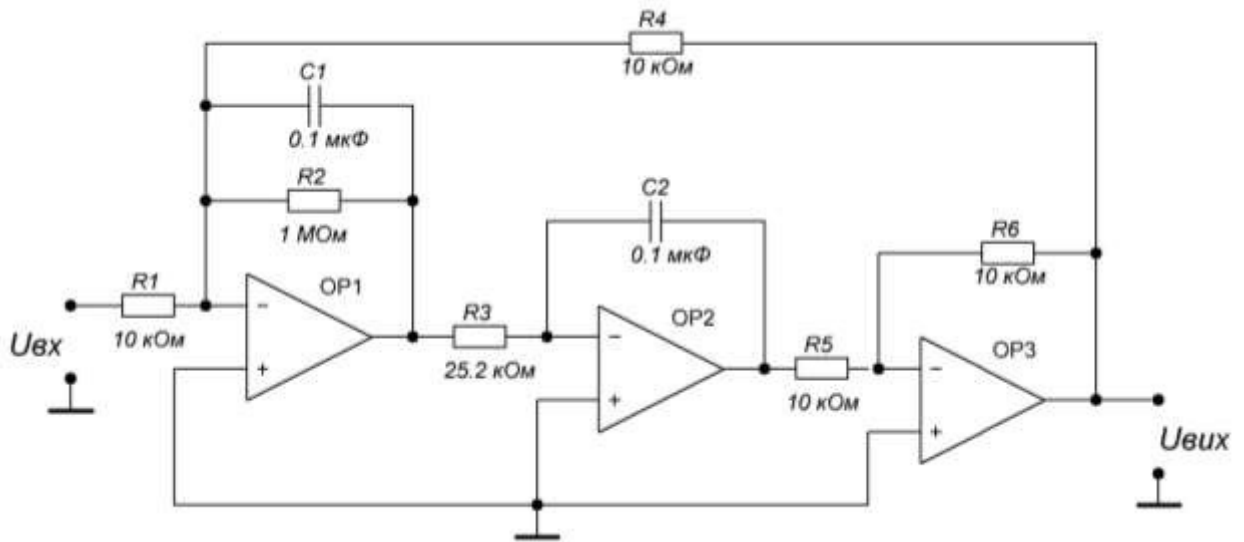 R4
10 кОм
C1
0.1 мкФ
R2
1 МОм
C2
0.1 мкФ
R6
10 кОм
R1
10 кОм
Uвх
OP1
−
+
R3
25.2 кОм
OP2
−
+
R5
10 кОм
OP3
−
+
Uвих